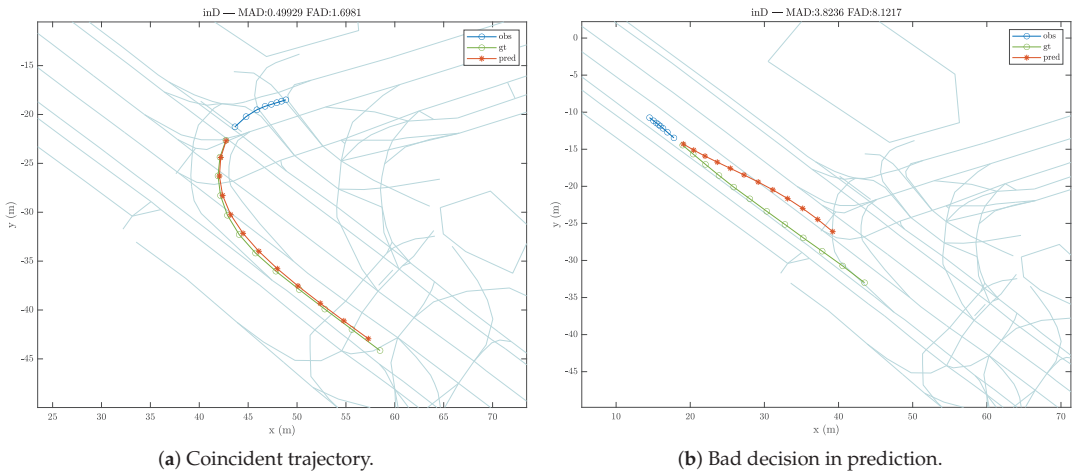 inD — MAD:0.49929 FAD:1.6981
obs
gt
pred
-15
-20
-25
-30
-35
-40
-45
y (m)
25 30 35 40 45 50 55 60 65 70
x (m)
(a) Coincident trajectory.
inD — MAD:3.8236 FAD:8.1217
obs
gt
pred
0
-5
-10
-15
-20
-25
-30
-35
-40
-45
y (m)
10 20 30 40 50 60 70
x (m)
(b) Bad decision in prediction.